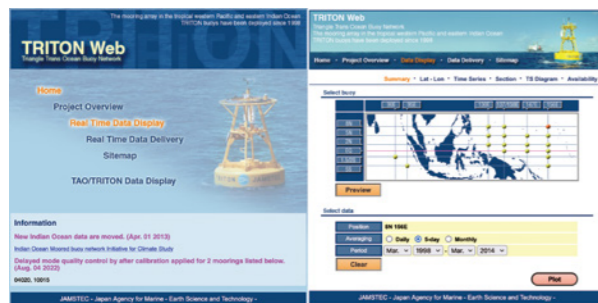 The mooring array in the tropical western Pacific and eastern Indian Ocean
TRITON buoys have been deployed since 1998
TRITON Web
Triangle Trans Ocean Buoy Network
Home
Project Overview
Real Time Data Display
Real Time Data Delivery
Sitemap
TAO/TRITON Data Display
Information
New Indian Ocean data are moved. (Apr. 01 2013)
Indian Ocean Moored buoy network Initiative for Climate Study
Delayed mode quality control by after calibration applied for 2 moorings listed below.
(Aug. 04 2022)
04020, 10015
JAMSTEC - Japan Agency for Marine - Earth Science and Technology -
TRITON Web
Triangle Trans Ocean Buoy Network
The mooring array in the tropical western Pacific and eastern Indian Ocean
TRITON buoys have been deployed since 1998
Home - Project Overview - Data Display - Data Delivery - Sitemap
Summary - Lat - Lon - Time Series - Section - TS Diagram - Availability
Select buoy
Preview
Select data
Position 8N 156E
Averaging Daily 5-day Monthly
Period Mar. 1998 - Mar. 2014
Clear
Plot
JAMSTEC - Japan Agency for Marine - Earth Science and Technology -